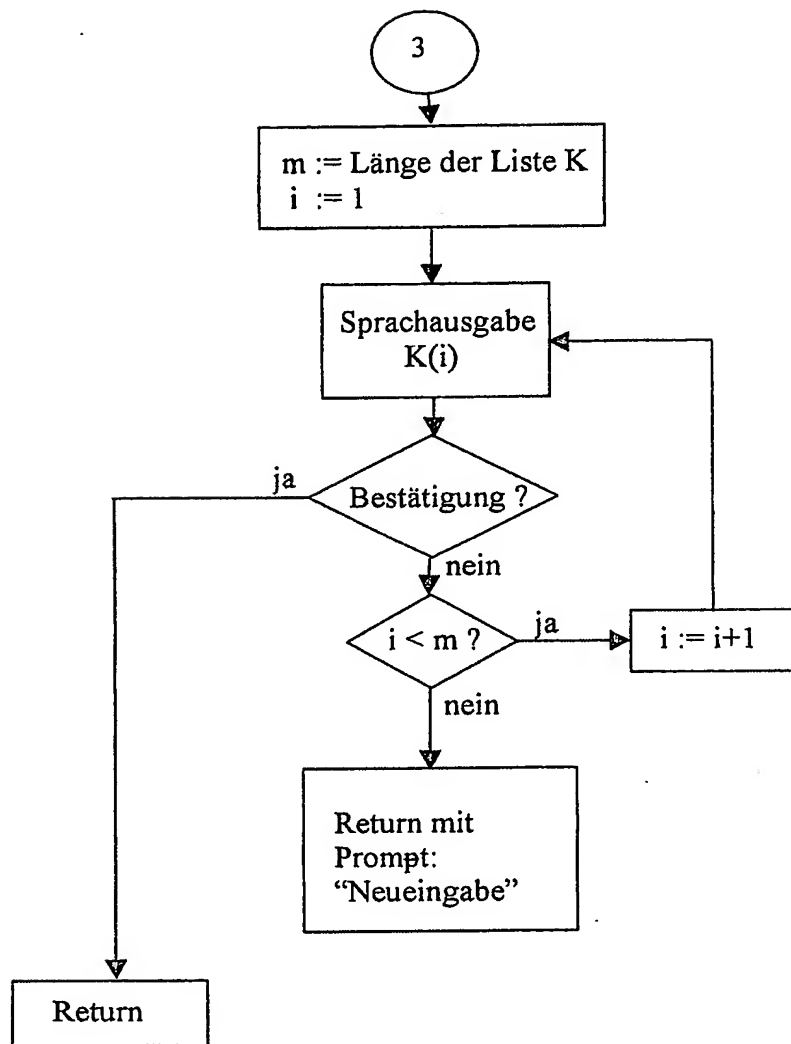 3
m := Länge der Liste K
i := 1
Sprachausgabe
K(i)
ja
Bestätigung ?
nein
i < m ?
ja
i := i+1
nein
Return mit
Prompt:
“Neueingabe”
Return